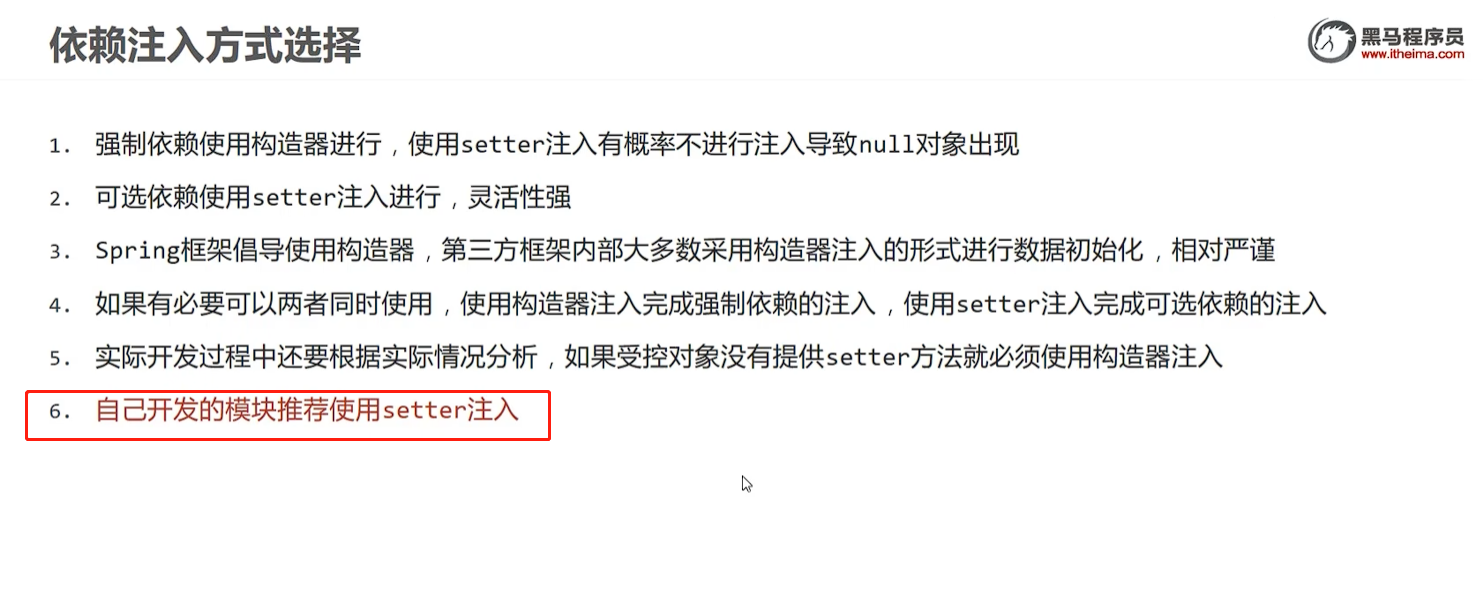 依赖注入方式选择
黑马程序员
www.itheima.com
1. 强制依赖使用构造器进行，使用setter注入有概率不进行注入导致null对象出现
2. 可选依赖使用setter注入进行，灵活性强
3. Spring框架倡导使用构造器，第三方框架内部大多数采用构造器注入的形式进行数据初始化，相对严谨
4. 如果有必要可以两者同时使用，使用构造器注入完成强制依赖的注入，使用setter注入完成可选依赖的注入
5. 实际开发过程中还要根据实际情况分析，如果受控对象没有提供setter方法就必须使用构造器注入
6. 自己开发的模块推荐使用setter注入